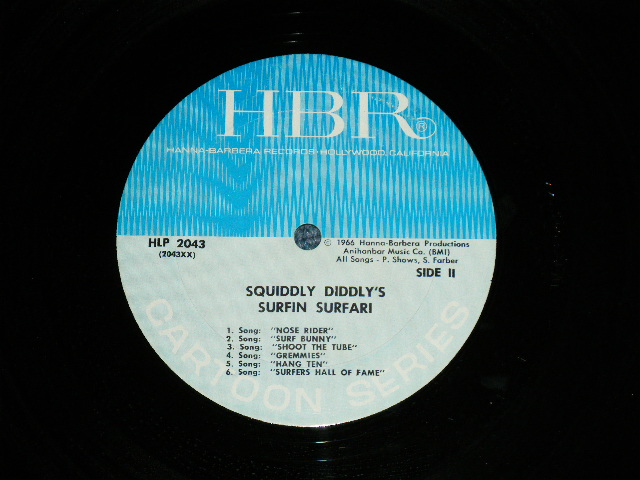 HBR®
HANNA-BARBERA RECORDS · HOLLYWOOD, CALIFORNIA
HLP 2043
(2043XX)
© 1966 Hanna-Barbera Productions
Anihanbar Music Co. (BMI)
All Songs - P. Shows, S. Farber
SIDE II
SQUIDDLY DIDDLY'S
SURFIN SURFARI
1. Song: "NOSE RIDER"
2. Song: "SURF BUNNY"
3. Song: "SHOOT THE TUBE"
4. Song: "GREMMIES"
5. Song: "HANG TEN"
6. Song: "SURFERS HALL OF FAME"
CARTOON SERIES